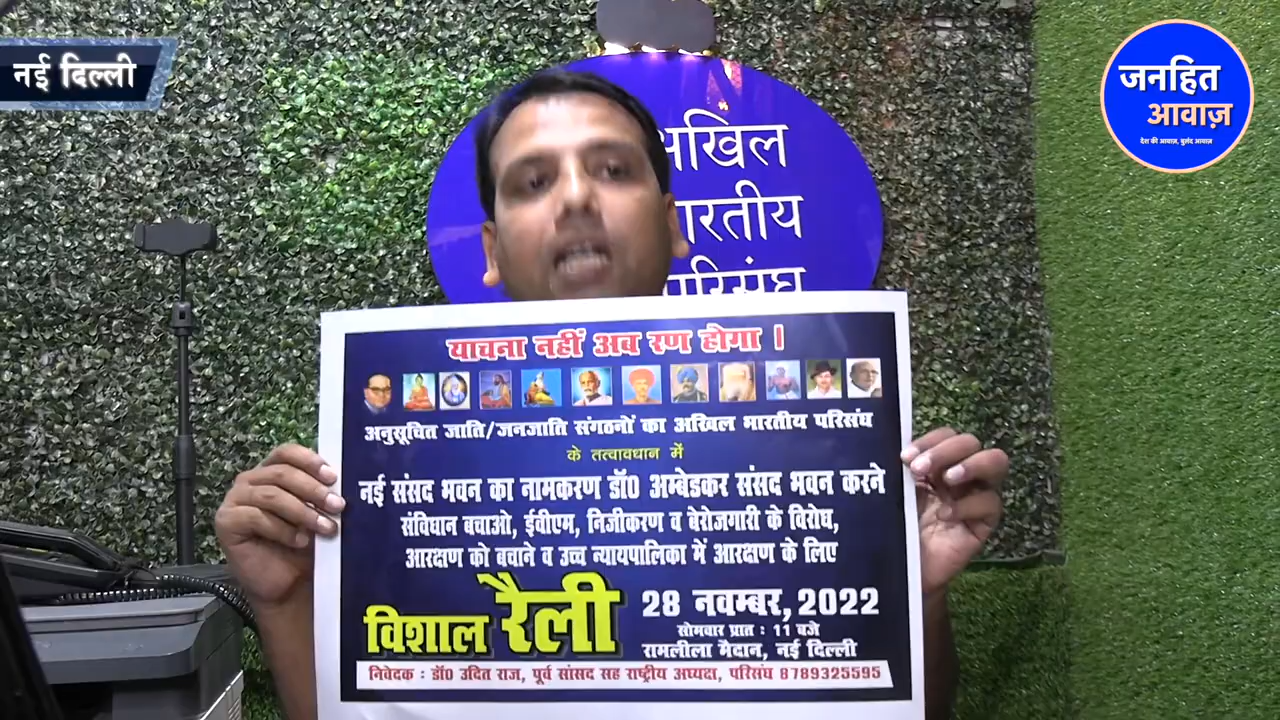 नई दिल्ली
जनहित
आवाज़
देश की आवाज़, बुलंद आवाज़
अखिल
भारतीय
परिसंघ
याचना नहीं अब रण होगा ।
अनुसूचित जाति/जनजाति संगठनों का अखिल भारतीय परिसंघ
के तत्वावधान में
नई संसद भवन का नामकरण डॉ0 अम्बेडकर संसद भवन करने
संविधान बचाओ, ईवीएम, निजीकरण व बेरोजगारी के विरोध,
आरक्षण को बचाने व उच्च न्यायपालिका में आरक्षण के लिए
विशाल रैली
28 नवम्बर, 2022
सोमवार प्रात : 11 बजे
रामलीला मैदान, नई दिल्ली
निवेदक : डॉ0 उदित राज, पूर्व सांसद सह राष्ट्रीय अध्यक्ष, परिसंघ 8789325595